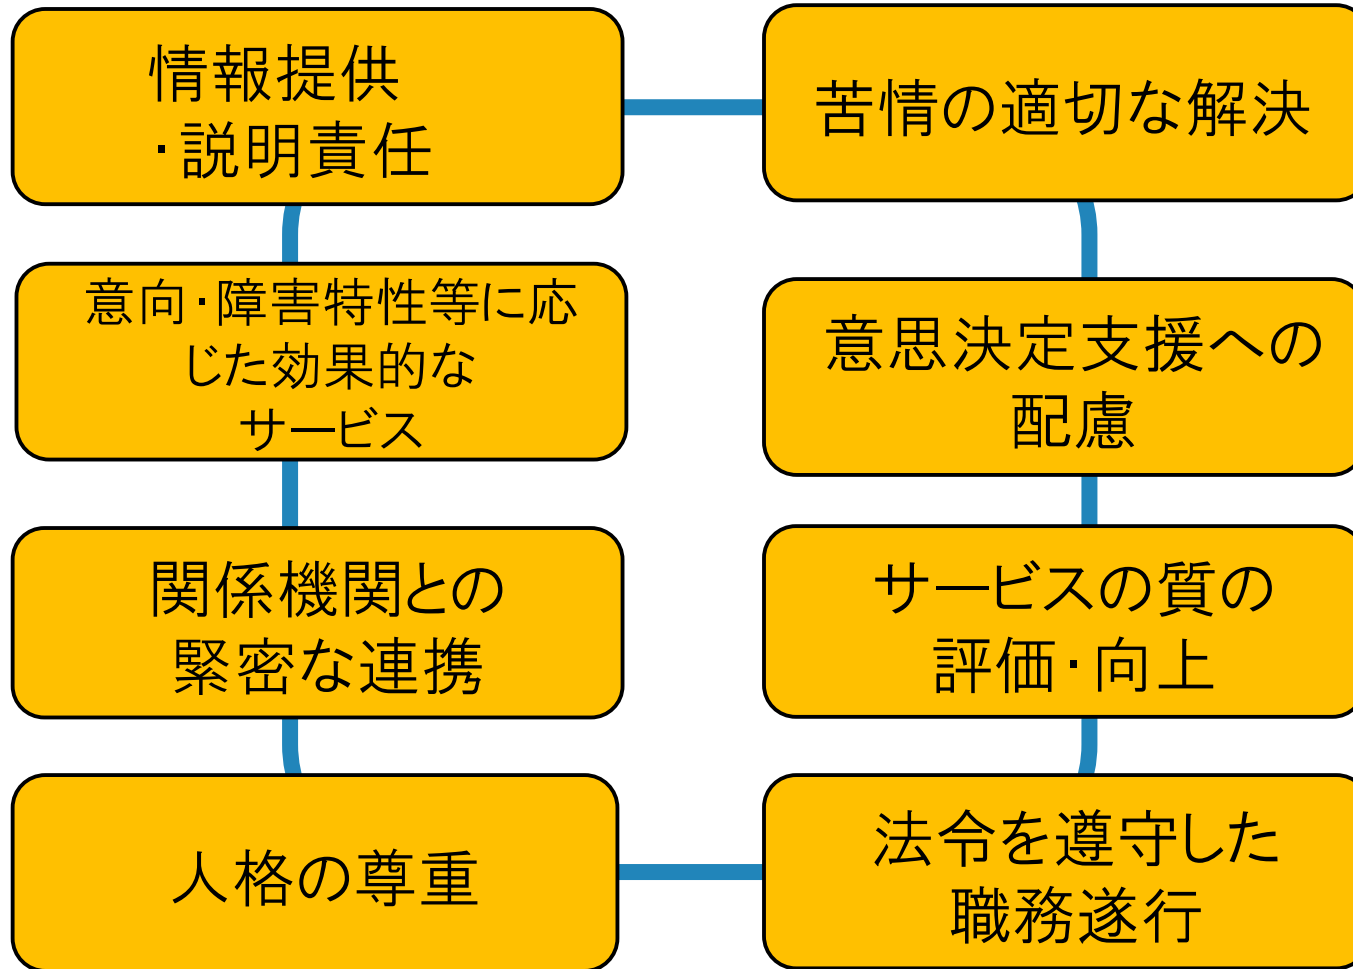 情報提供
・説明責任
苦情の適切な解決
意向・障害特性等に応
じた効果的な
サービス
意思決定支援への
配慮
関係機関との
緊密な連携
サービスの質の
評価・向上
人格の尊重
法令を遵守した
職務遂行